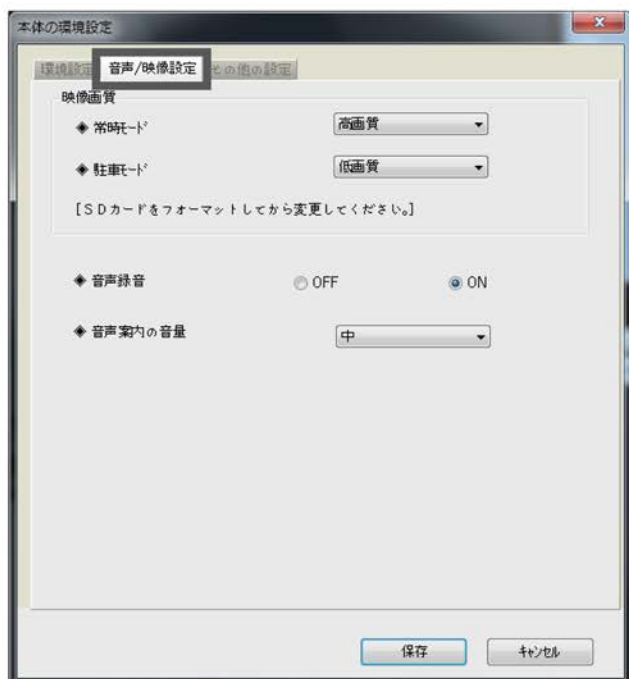 本体の環境設定
環境設定 音声/映像設定 その他の設定
映像画質
◆ 常時ﾓｰﾄﾞ 高画質
◆ 駐車ﾓｰﾄﾞ 低画質
[SDカードをフォーマットしてから変更してください｡]
◆ 音声録音 OFF ON
◆ 音声案内の音量 中
保存 ｷｬﾝｾﾙ